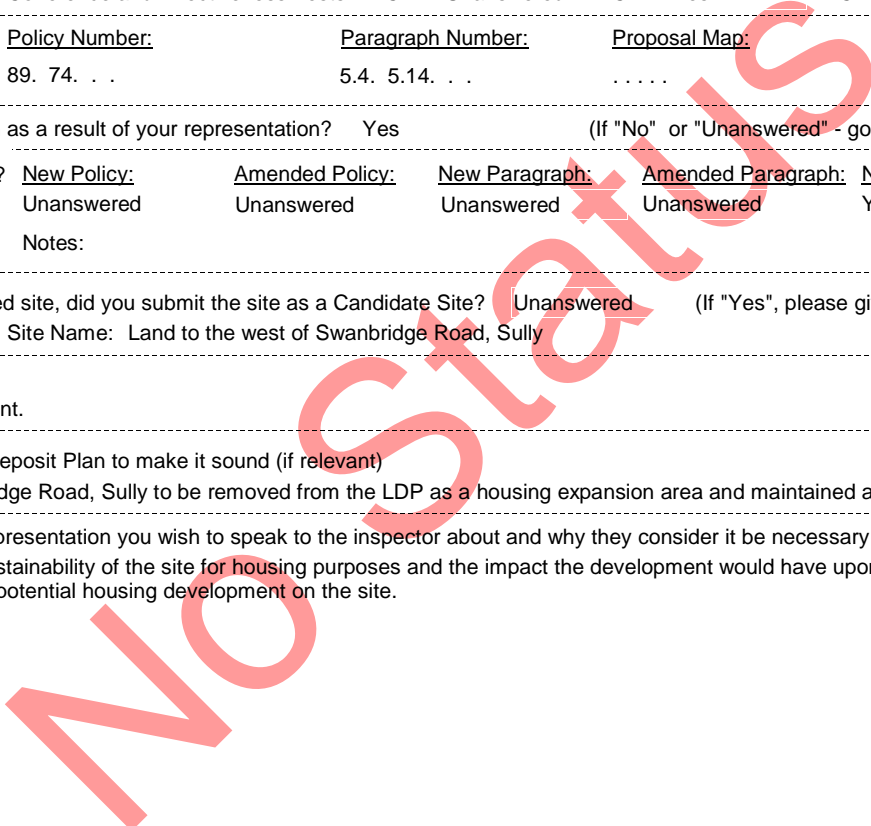 Policy Number: Paragraph Number: Proposal Map:
89. 74. . . 5.4. 5.14. . . . . . . .
as a result of your representation? Yes (If "No" or "Unanswered" - go
? New Policy: Amended Policy: New Paragraph: Amended Paragraph: N
Unanswered Unanswered Unanswered Unanswered Y
Notes:
ed site, did you submit the site as a Candidate Site? Unanswered (If "Yes", please gi
Site Name: Land to the west of Swanbridge Road, Sully
nt.
eposit Plan to make it sound (if relevant)
dge Road, Sully to be removed from the LDP as a housing expansion area and maintained a
presentation you wish to speak to the inspector about and why they consider it be necessary
stainability of the site for housing purposes and the impact the development would have upon
potential housing development on the site.
No Status